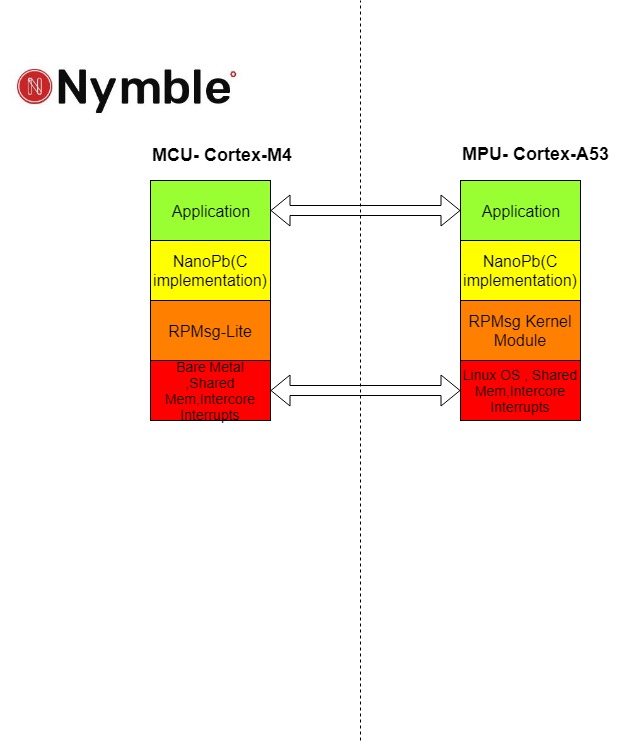 Nymble
MCU- Cortex-M4
MPU- Cortex-A53
Application
NanoPb(C
implementation)
RPMsg-Lite
Bare Metal
,Shared
Mem,Intercore
Interrupts
Application
NanoPb(C
implementation)
RPMsg Kernel
Module
Linux OS , Shared
Mem,Intercore
Interrupts